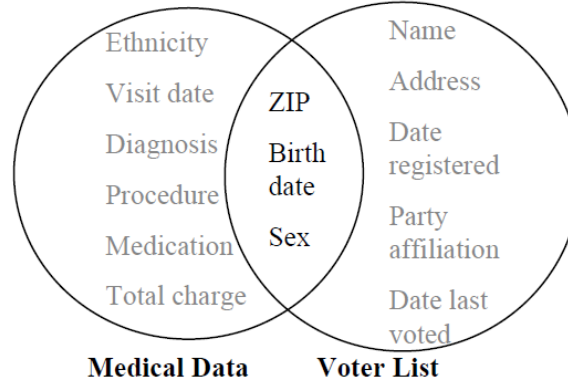 Ethnicity
Visit date
Diagnosis
Procedure
Medication
Total charge
ZIP
Birth
date
Sex
Name
Address
Date
registered
Party
affiliation
Date last
voted
Medical Data
Voter List